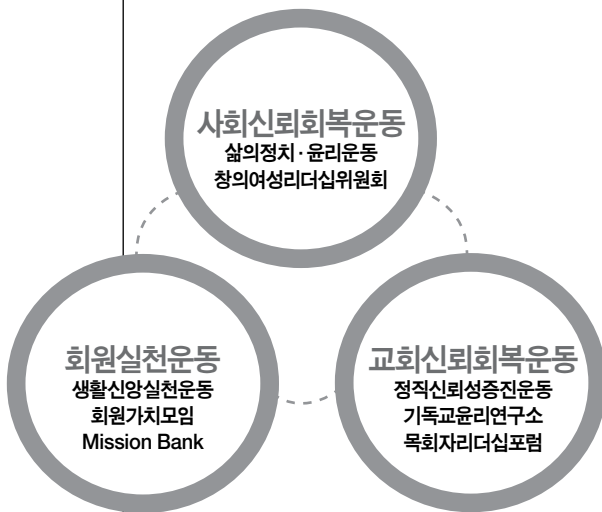 사회신뢰회복운동
삶의정치·윤리운동
창의여성리더십위원회
회원실천운동
생활신앙실천운동
회원가치모임
Mission Bank
교회신뢰회복운동
정직신뢰성증진운동
기독교윤리연구소
목회자리더십포럼